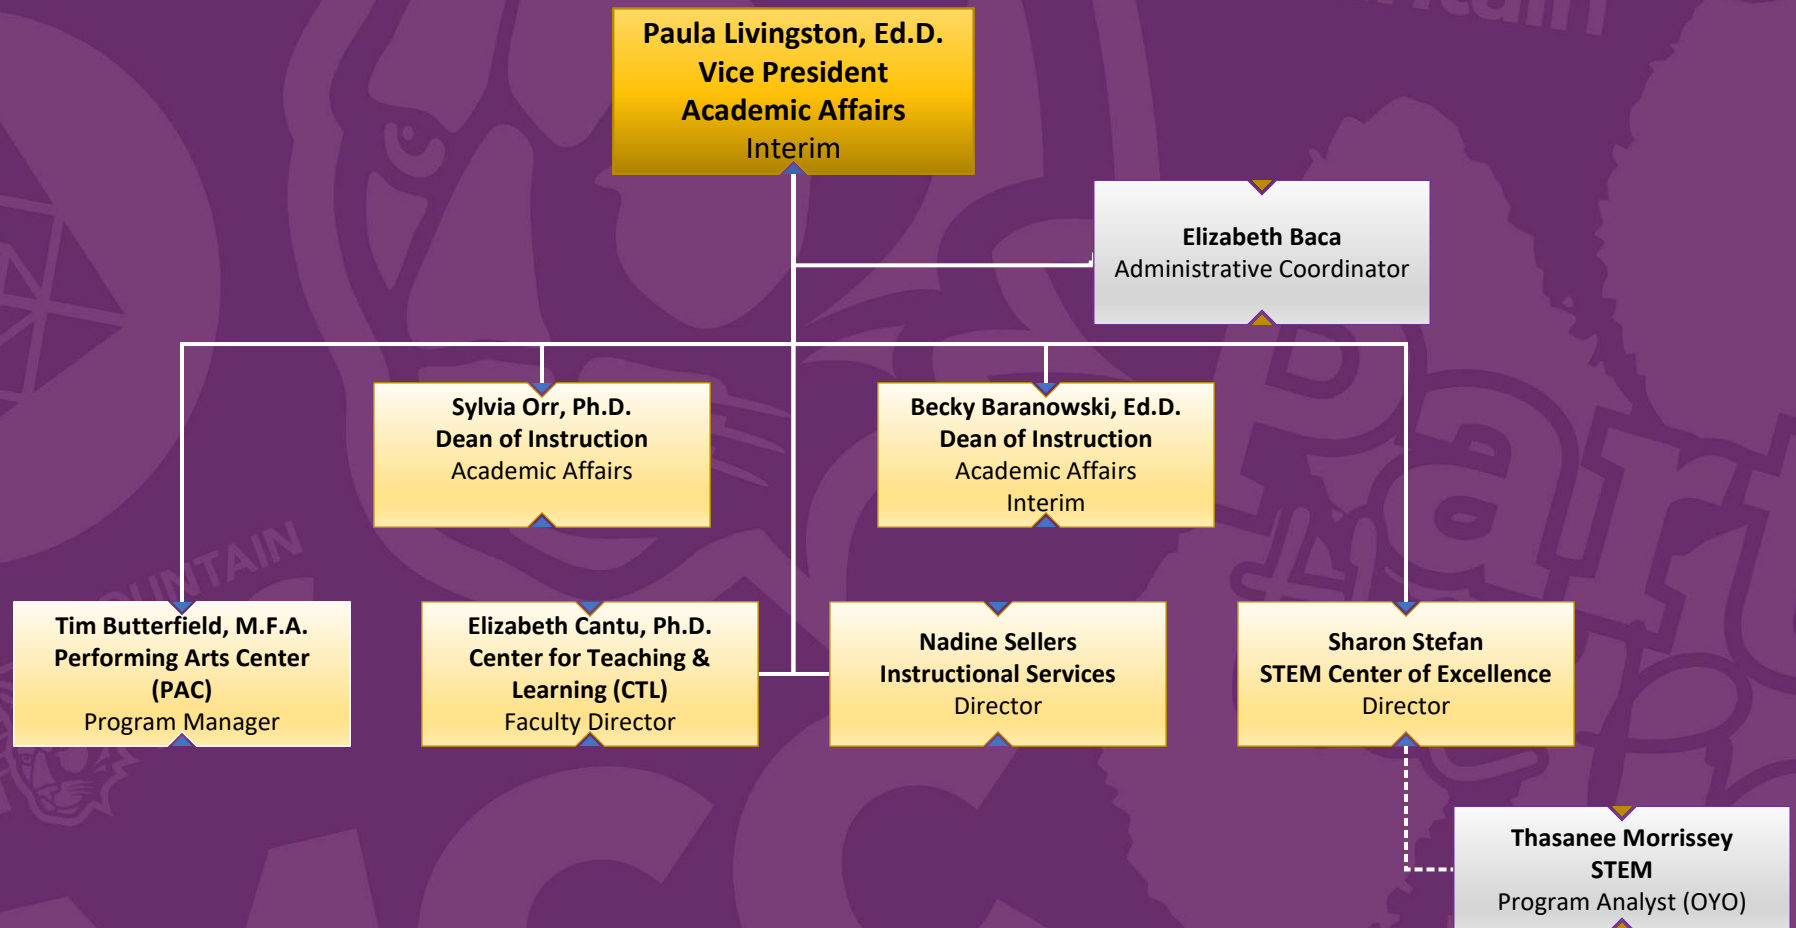 Paula Livingston, Ed.D.
Vice President
Academic Affairs
Interim
Elizabeth Baca
Administrative Coordinator
Sylvia Orr, Ph.D.
Dean of Instruction
Academic Affairs
Becky Baranowski, Ed.D.
Dean of Instruction
Academic Affairs
Interim
Tim Butterfield, M.F.A.
Performing Arts Center
(PAC)
Program Manager
Elizabeth Cantu, Ph.D.
Center for Teaching &
Learning (CTL)
Faculty Director
Nadine Sellers
Instructional Services
Director
Sharon Stefan
STEM Center of Excellence
Director
Thasanee Morrissey
STEM
Program Analyst (OYO)